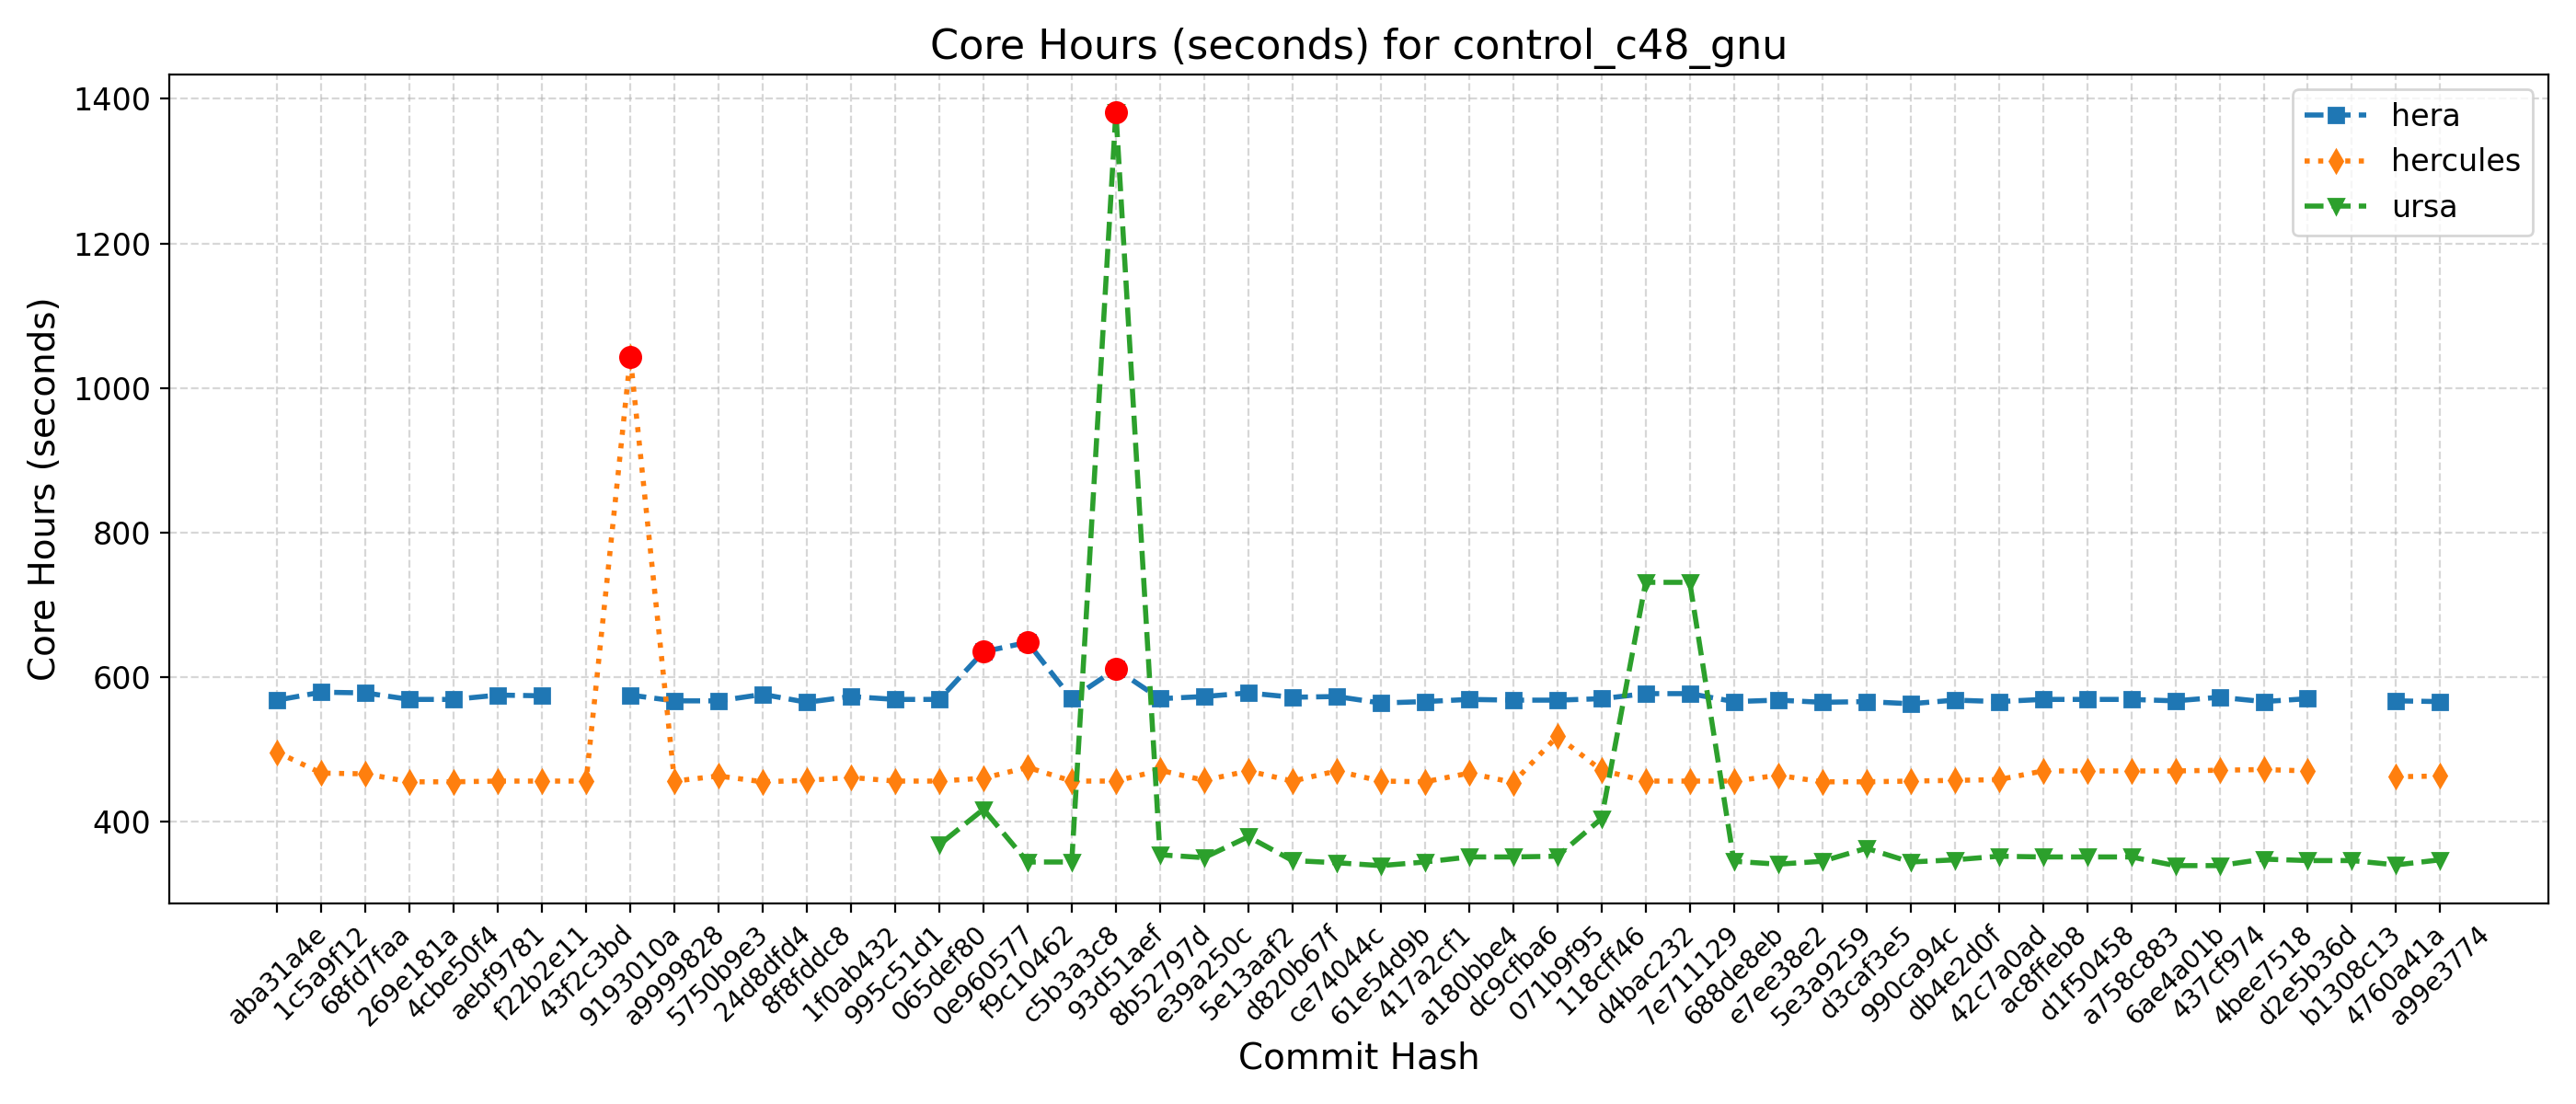 Core Hours (seconds) for control_c48_gnu
hera
hercules
ursa
Core Hours (seconds)
1400
1200
1000
800
600
400
aba31a4e
1c5a9f12
68fd7faa
269e181a
4cbe50f4
aebf9781
f22b2e11
43f2c3bd
9193010a
a9999828
5750b9e3
24d8dfd4
8f8fddc8
1f0ab432
995c51d1
065def80
0e960577
f9c10462
c5b3a3c8
93d51aef
8b52797d
e39a250c
5e13aaf2
d820b67f
ce74044c
61e54d9b
417a2cf1
a180bbe4
dc9cfba6
071b9f95
118cff46
d4bac232
7e711129
688de8eb
e7ee38e2
5e3a9259
d3caf3e5
990ca94c
db4e2d0f
42c7a0ad
ac8ffeb8
d1f50458
a758c883
6ae4a01b
437cf974
4bee7518
d2e5b36d
b1308c13
4760a41a
a99e3774
Commit Hash